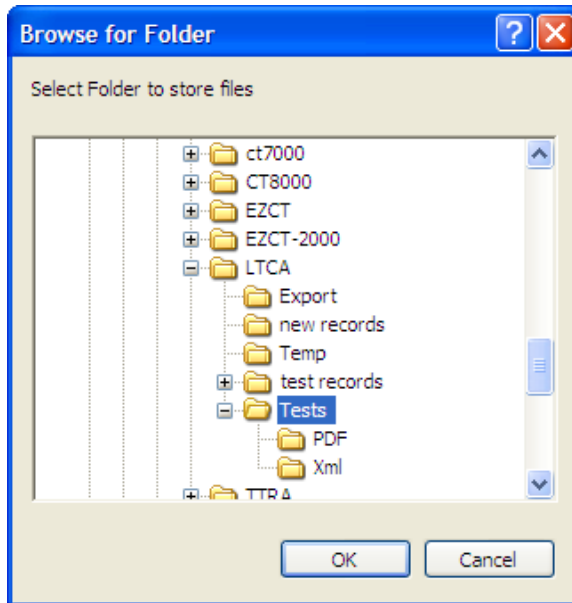 Browse for Folder
Select Folder to store files
ct7000
CT8000
EZCT
EZCT-2000
LTCA
Export
new records
Temp
test records
Tests
PDF
Xml
TTRA
OK
Cancel